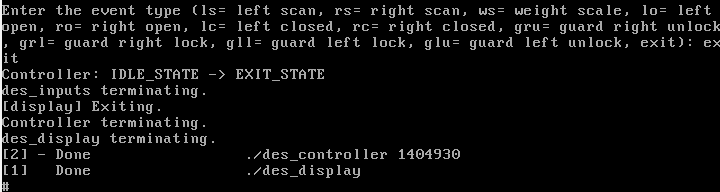 Enter the event type (ls= left scan, rs= right scan, ws= weight scale, lo= left
open, ro= right open, lc= left closed, rc= right closed, gru= guard right unlock
, grl= guard right lock, gll= guard left lock, glu= guard left unlock, exit): ex
it
Controller: IDLE_STATE -> EXIT_STATE
des_inputs terminating.
[display] Exiting.
Controller terminating.
des_display terminating.
[2] - Done                 ./des_controller 1404930
[1]   Done                 ./des_display
#